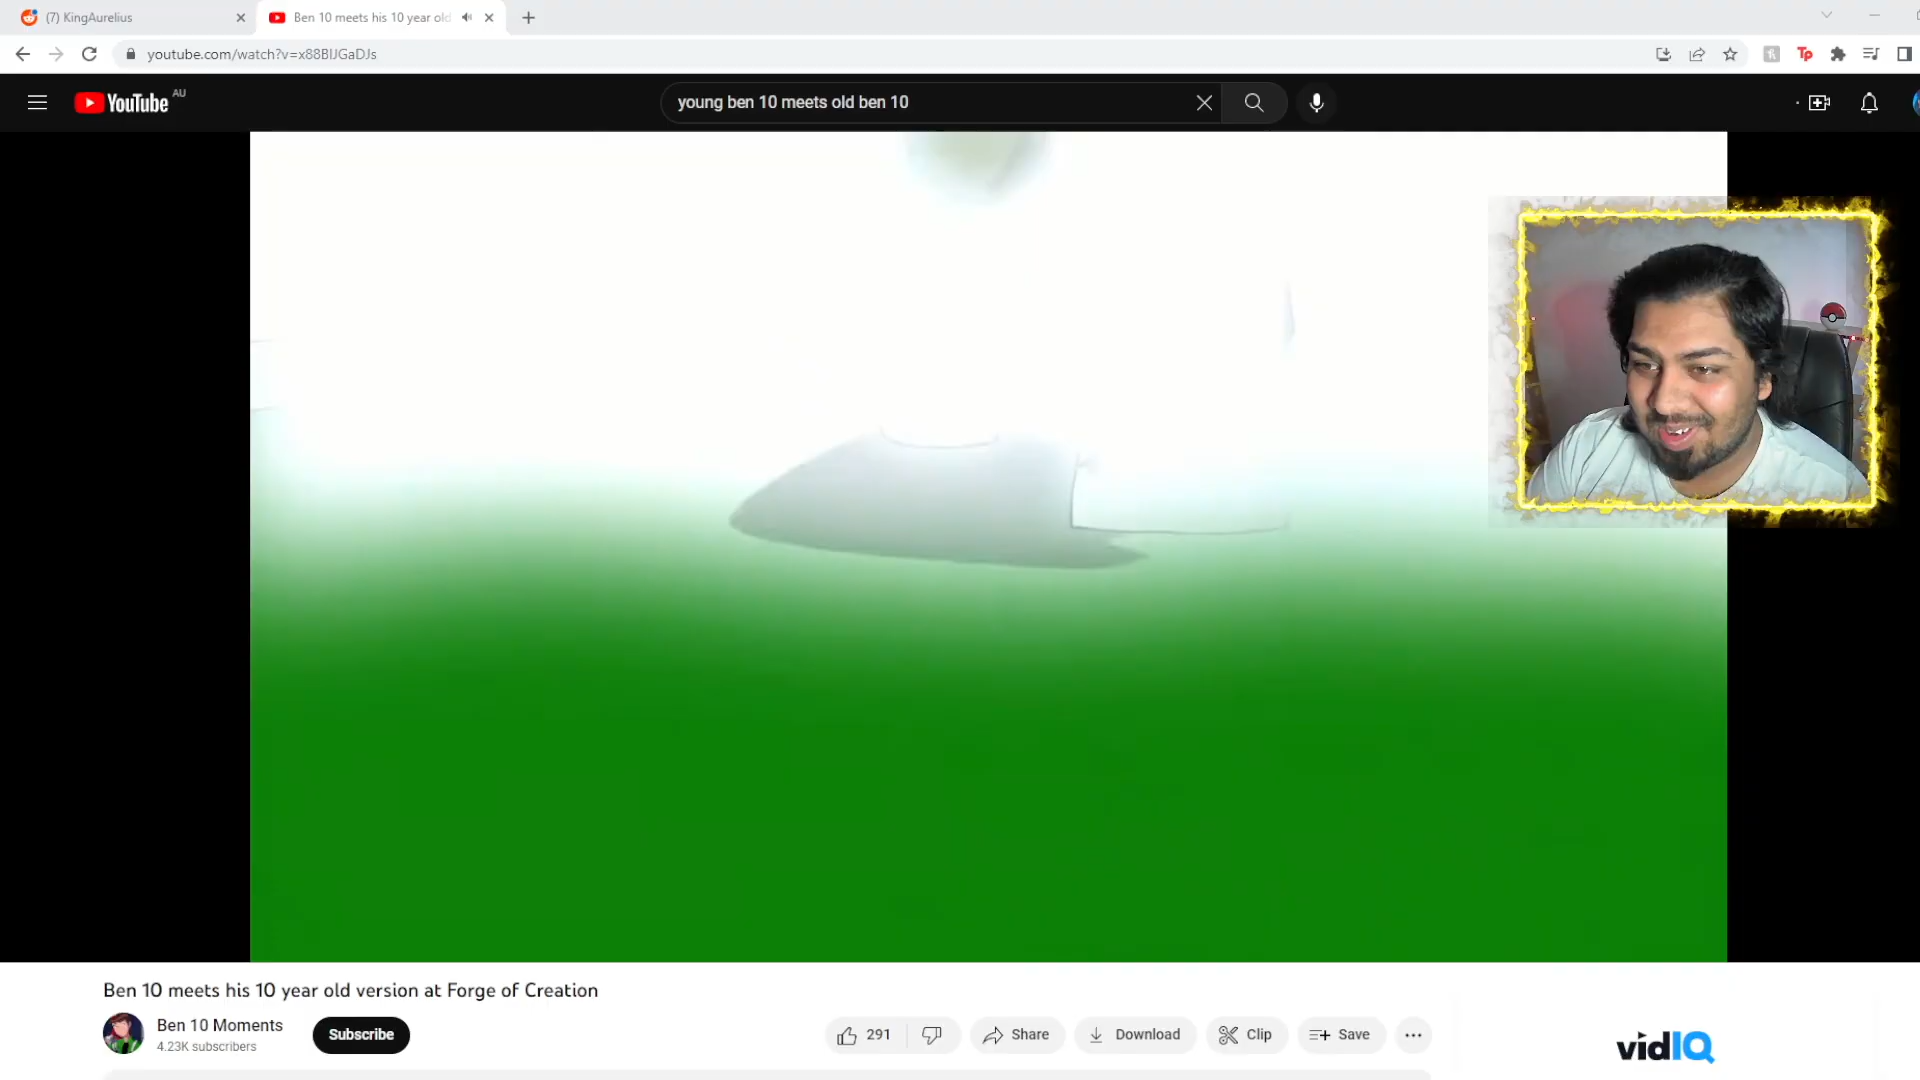 (7) KingAurelius
Ben 10 meets his 10 year old
youtube.com/watch?v=x88BlJGaDJs
Tp
YouTube AU
young ben 10 meets old ben 10
Ben 10 meets his 10 year old version at Forge of Creation
Ben 10 Moments
4.23K subscribers
Subscribe
291
Share
Download
Clip
Save
vidIQ